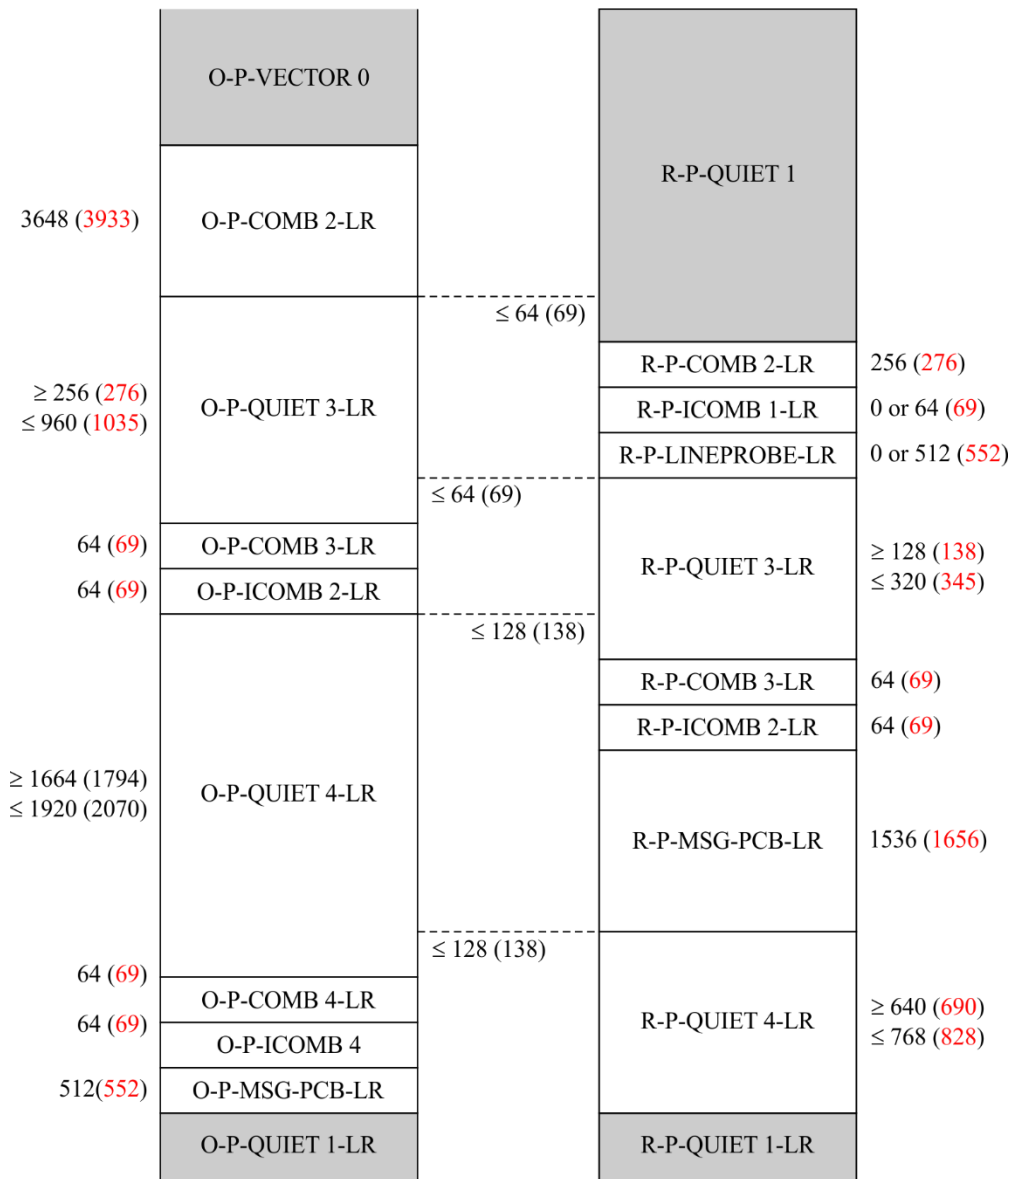 O-P-VECTOR 0
R-P-QUIET 1
3648 (3933)
O-P-COMB 2-LR
≤ 64 (69)
R-P-COMB 2-LR
256 (276)
≥ 256 (276)
≤ 960 (1035)
O-P-QUIET 3-LR
R-P-ICOMB 1-LR
0 or 64 (69)
R-P-LINEPROBE-LR
0 or 512 (552)
≤ 64 (69)
64 (69)
O-P-COMB 3-LR
R-P-QUIET 3-LR
≥ 128 (138)
≤ 320 (345)
64 (69)
O-P-ICOMB 2-LR
≤ 128 (138)
R-P-COMB 3-LR
64 (69)
R-P-ICOMB 2-LR
64 (69)
≥ 1664 (1794)
≤ 1920 (2070)
O-P-QUIET 4-LR
R-P-MSG-PCB-LR
1536 (1656)
≤ 128 (138)
64 (69)
O-P-COMB 4-LR
R-P-QUIET 4-LR
≥ 640 (690)
≤ 768 (828)
64 (69)
O-P-ICOMB 4
512(552)
O-P-MSG-PCB-LR
O-P-QUIET 1-LR
R-P-QUIET 1-LR